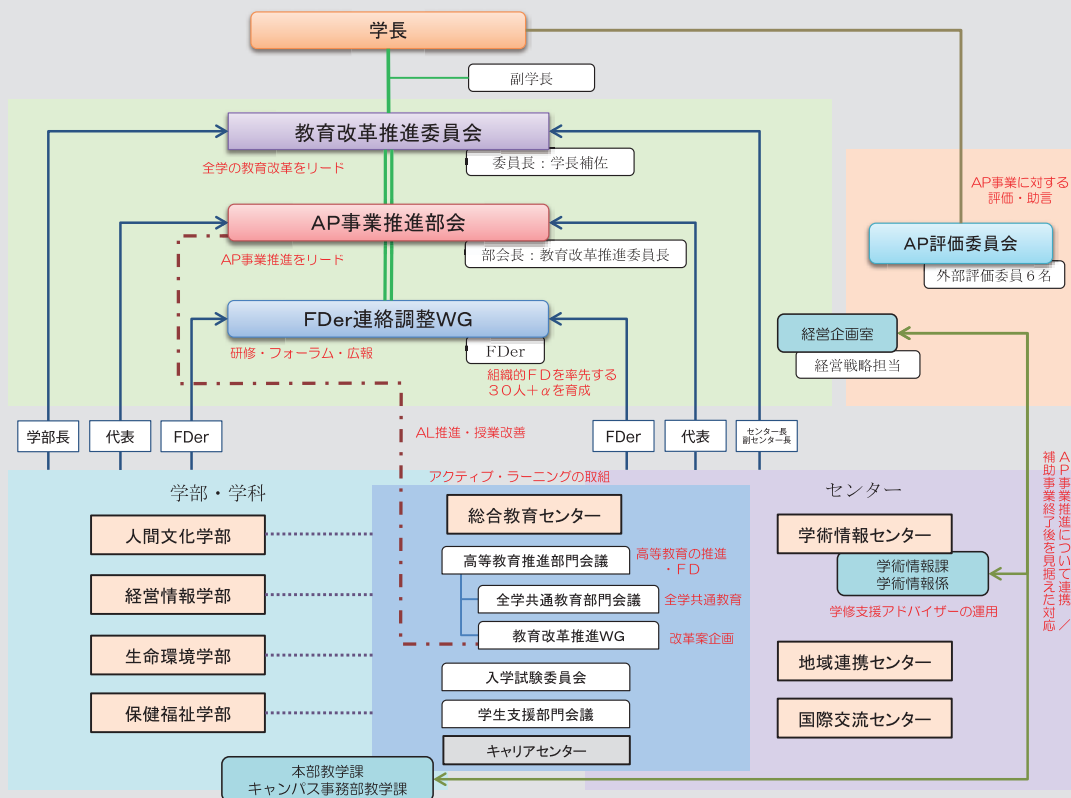 学長
副学長
教育改革推進委員会
全学の教育改革をリード
委員長：学長補佐
AP事業推進部会
AP事業推進をリード
部会長：教育改革推進委員長
FDer連絡調整WG
研修・フォーラム・広報
FDer
組織的ＦＤを率先する
３０人＋αを育成
AP事業に対する
評価・助言
AP評価委員会
外部評価委員６名
経営企画室
経営戦略担当
学部長
代表
FDer
AL推進・授業改善
FDer
代表
センター長
副センター長
ＡＰ事業推進について連携／
補助事業終了後を見据えた対応
学部・学科
人間文化学部
経営情報学部
生命環境学部
保健福祉学部
アクティブ・ラーニングの取組
総合教育センター
高等教育推進部門会議
高等教育の推進
・ＦＤ
全学共通教育部門会議
全学共通教育
教育改革推進WG
改革案企画
入学試験委員会
学生支援部門会議
キャリアセンター
センター
学術情報センター
学術情報課
学術情報係
学修支援アドバイザーの運用
地域連携センター
国際交流センター
本部教学課
キャンパス事務部教学課